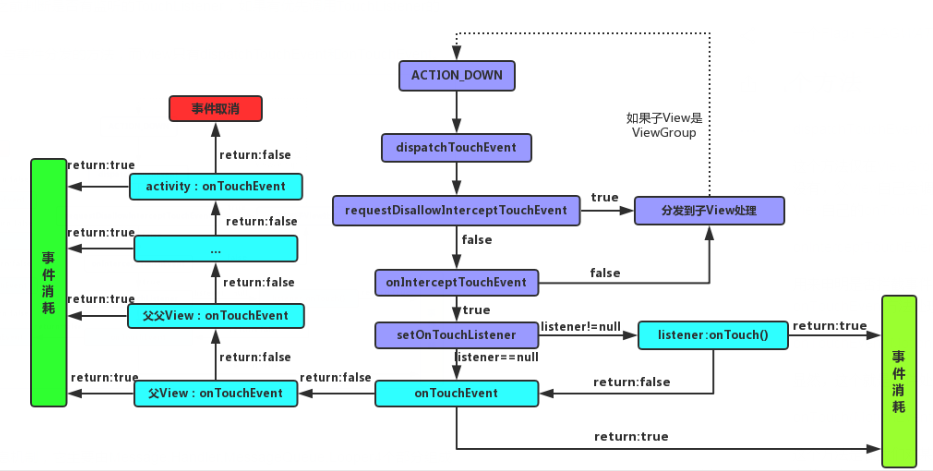 ACTION_DOWN
如果子View是
ViewGroup
事件取消
dispatchTouchEvent
return:false
return:true
activity : onTouchEvent
requestDisallowInterceptTouchEvent
true
分发到子View处理
return:false
return:true
...
false
事件消耗
return:false
onInterceptTouchEvent
false
return:true
父父View : onTouchEvent
true
setOnTouchListener
listener!=null
listener:onTouch()
return:true
return:false
listener==null
事件消耗
return:true
父View : onTouchEvent
return:false
onTouchEvent
return:false
return:true